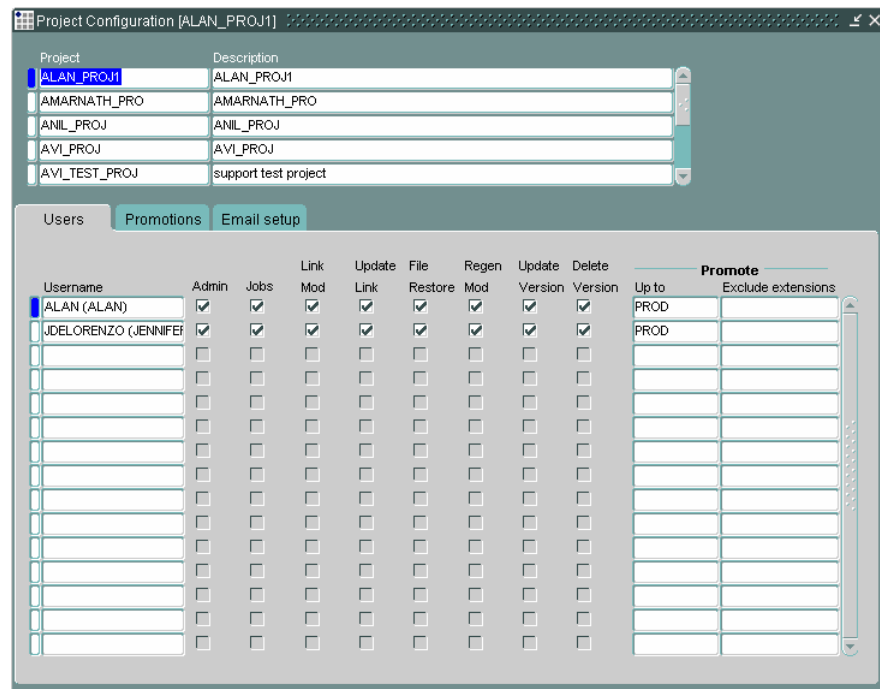 Project Configuration [ALAN_PROJ1]
Project Description
ALAN_PROJ1 ALAN_PROJ1
AMARNATH_PRO AMARNATH_PRO
ANIL_PROJ ANIL_PROJ
AVI_PROJ AVI_PROJ
AVI_TEST_PROJ support test project
Users Promotions Email setup
Link Update File Regen Update Delete Promote
Username Admin Jobs Mod Link Restore Mod Version Version Up to Exclude extensions
ALAN (ALAN) PROD
JDELORENZO (JENNIFER PROD